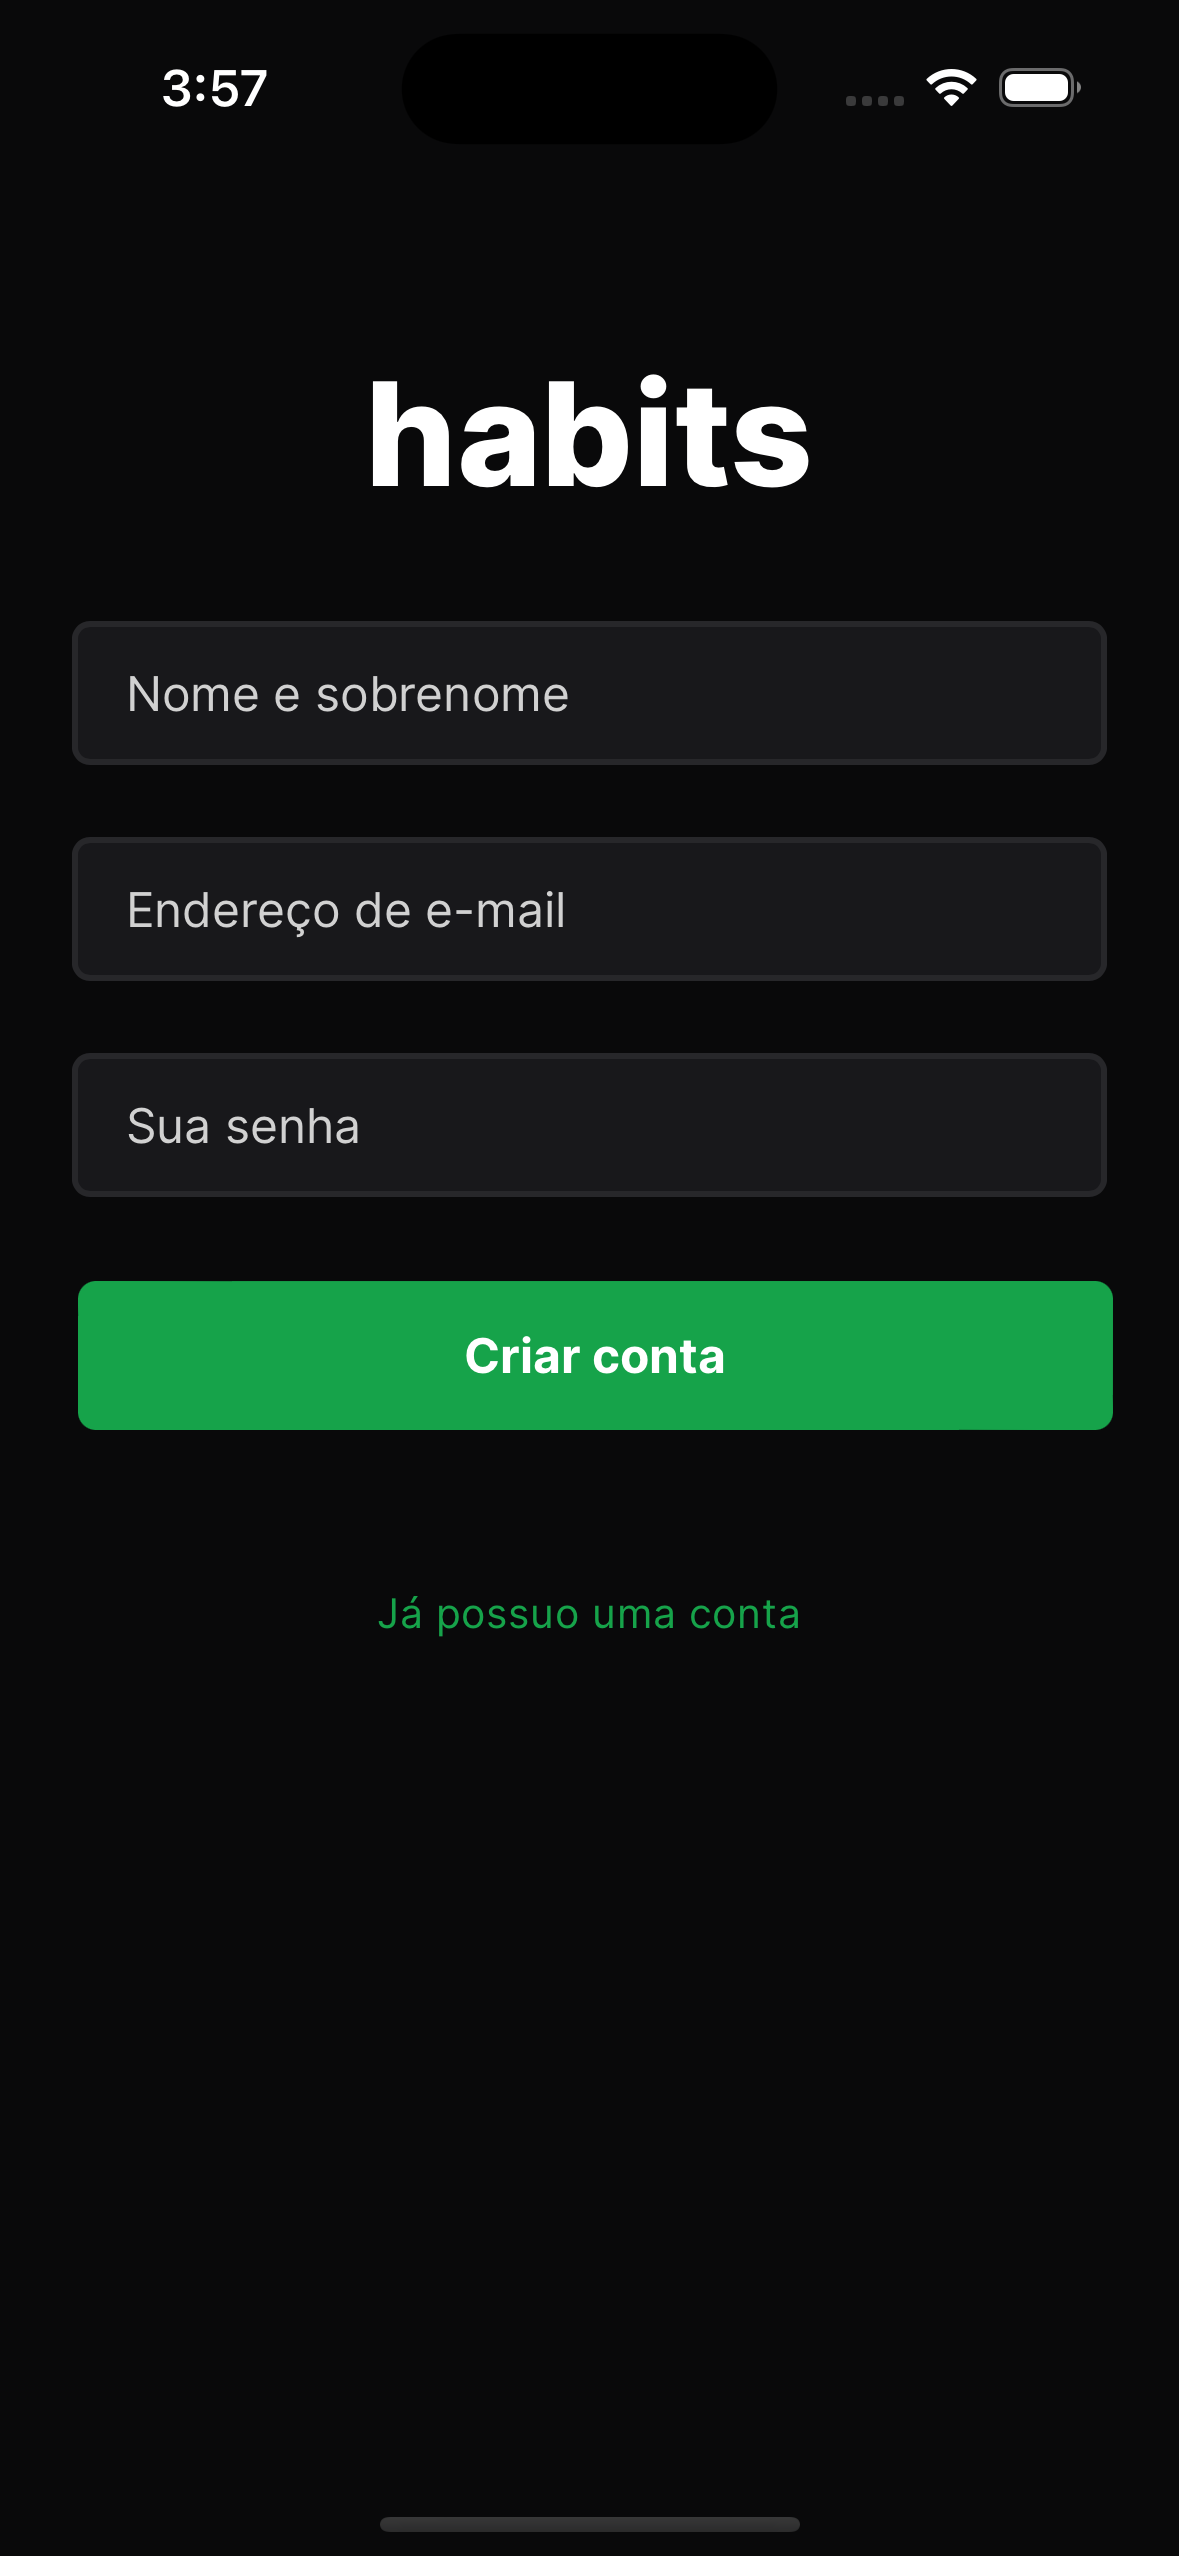 3:57
habits
Nome e sobrenome
Endereço de e-mail
Sua senha
Criar conta
Já possuo uma conta